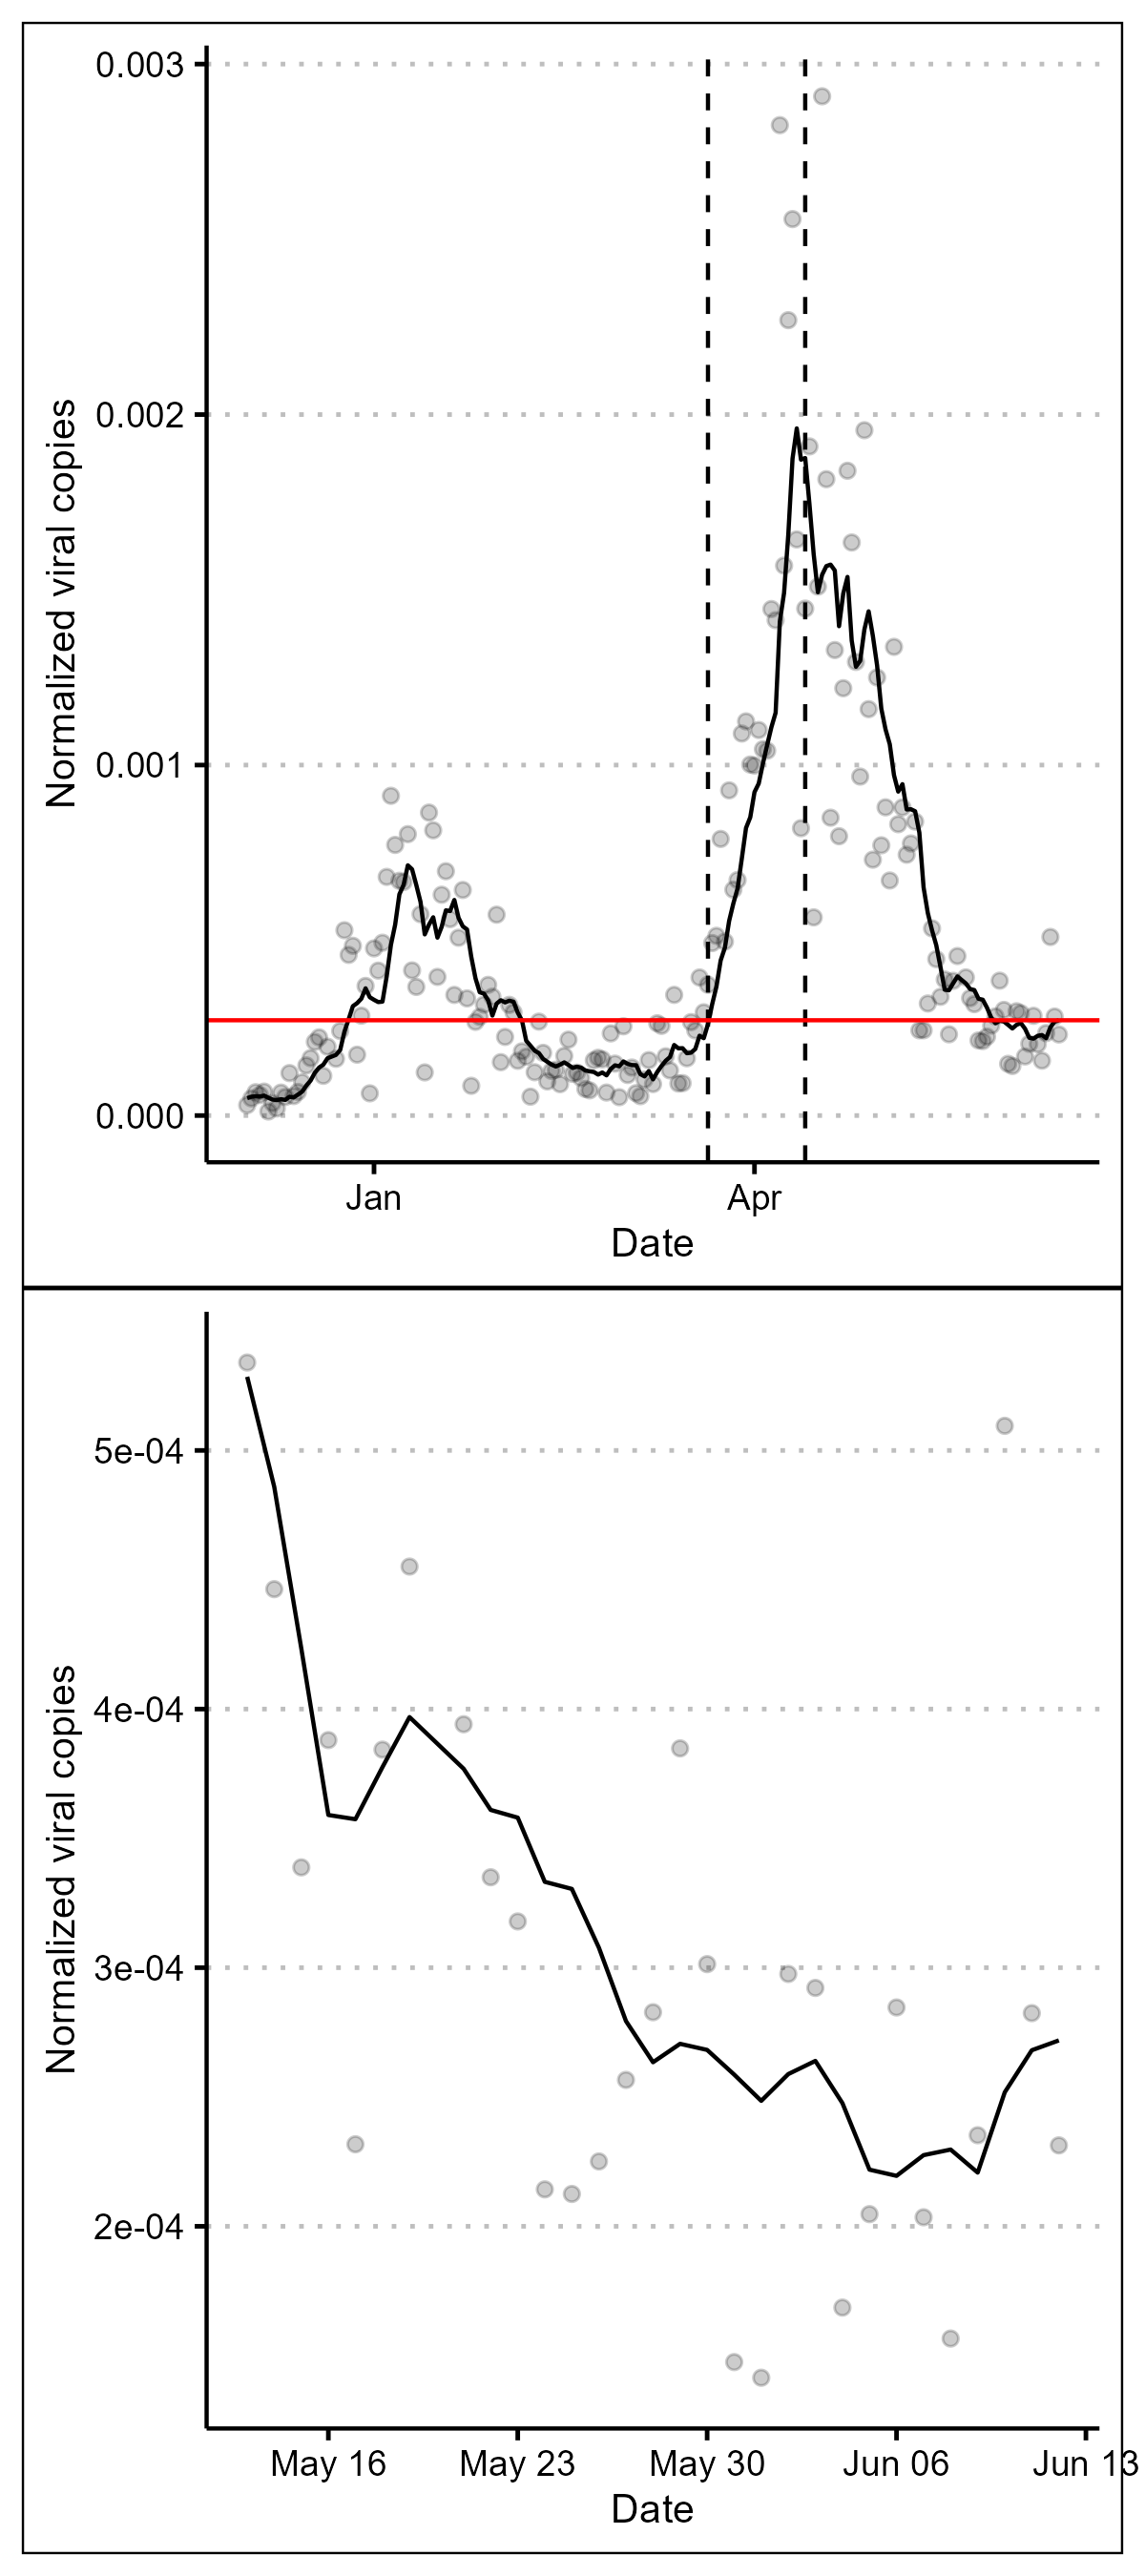 0.003
0.002
0.001
0.000
Normalized viral copies
Jan
Apr
Date
5e-04
4e-04
3e-04
2e-04
Normalized viral copies
May 16
May 23
May 30
Jun 06
Jun 13
Date